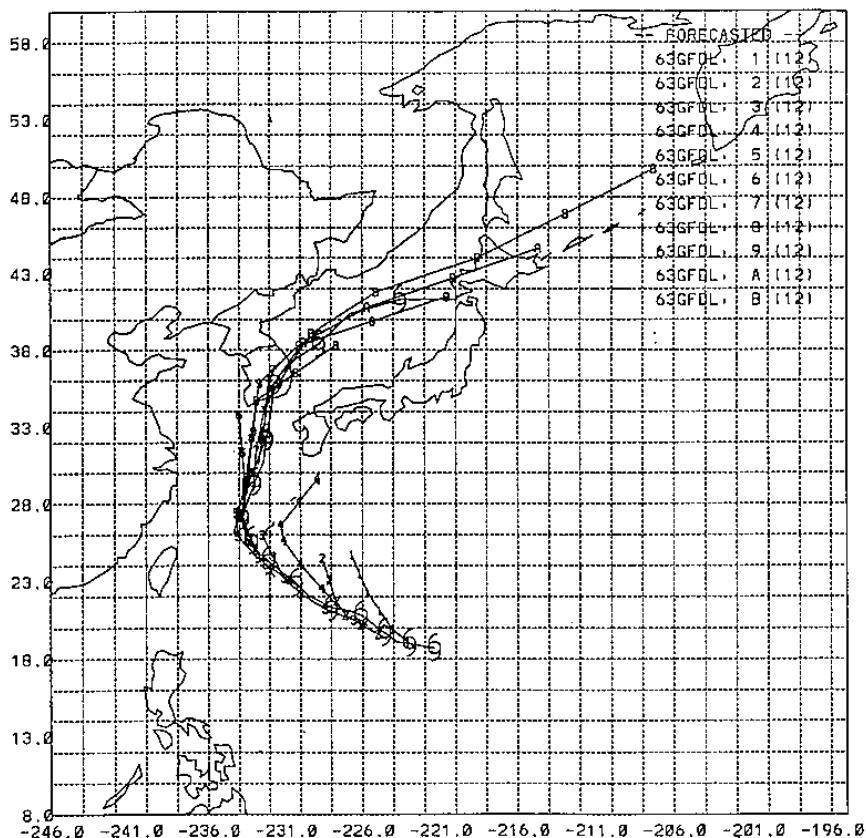 -- FORECASTED --
63GFDL, 1 (12)
63GFDL, 2 (12)
63GFDL, 3 (12)
63GFDL, 4 (12)
63GFDL, 5 (12)
63GFDL, 6 (12)
63GFDL, 7 (12)
63GFDL, 8 (12)
63GFDL, 9 (12)
63GFDL, A (12)
63GFDL, B (12)
58.0
53.0
48.0
43.0
38.0
33.0
28.0
23.0
18.0
13.0
8.0
-246.0 -241.0 -236.0 -231.0 -226.0 -221.0 -216.0 -211.0 -206.0 -201.0 -196.0